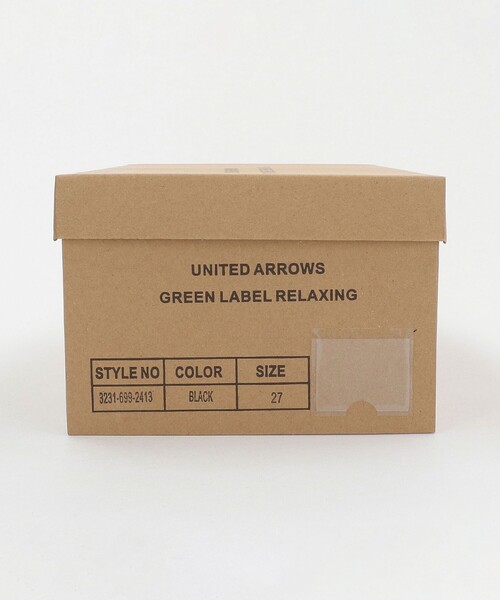 UNITED ARROWS
GREEN LABEL RELAXING
STYLE NO COLOR SIZE
3231-699-2413 BLACK 27